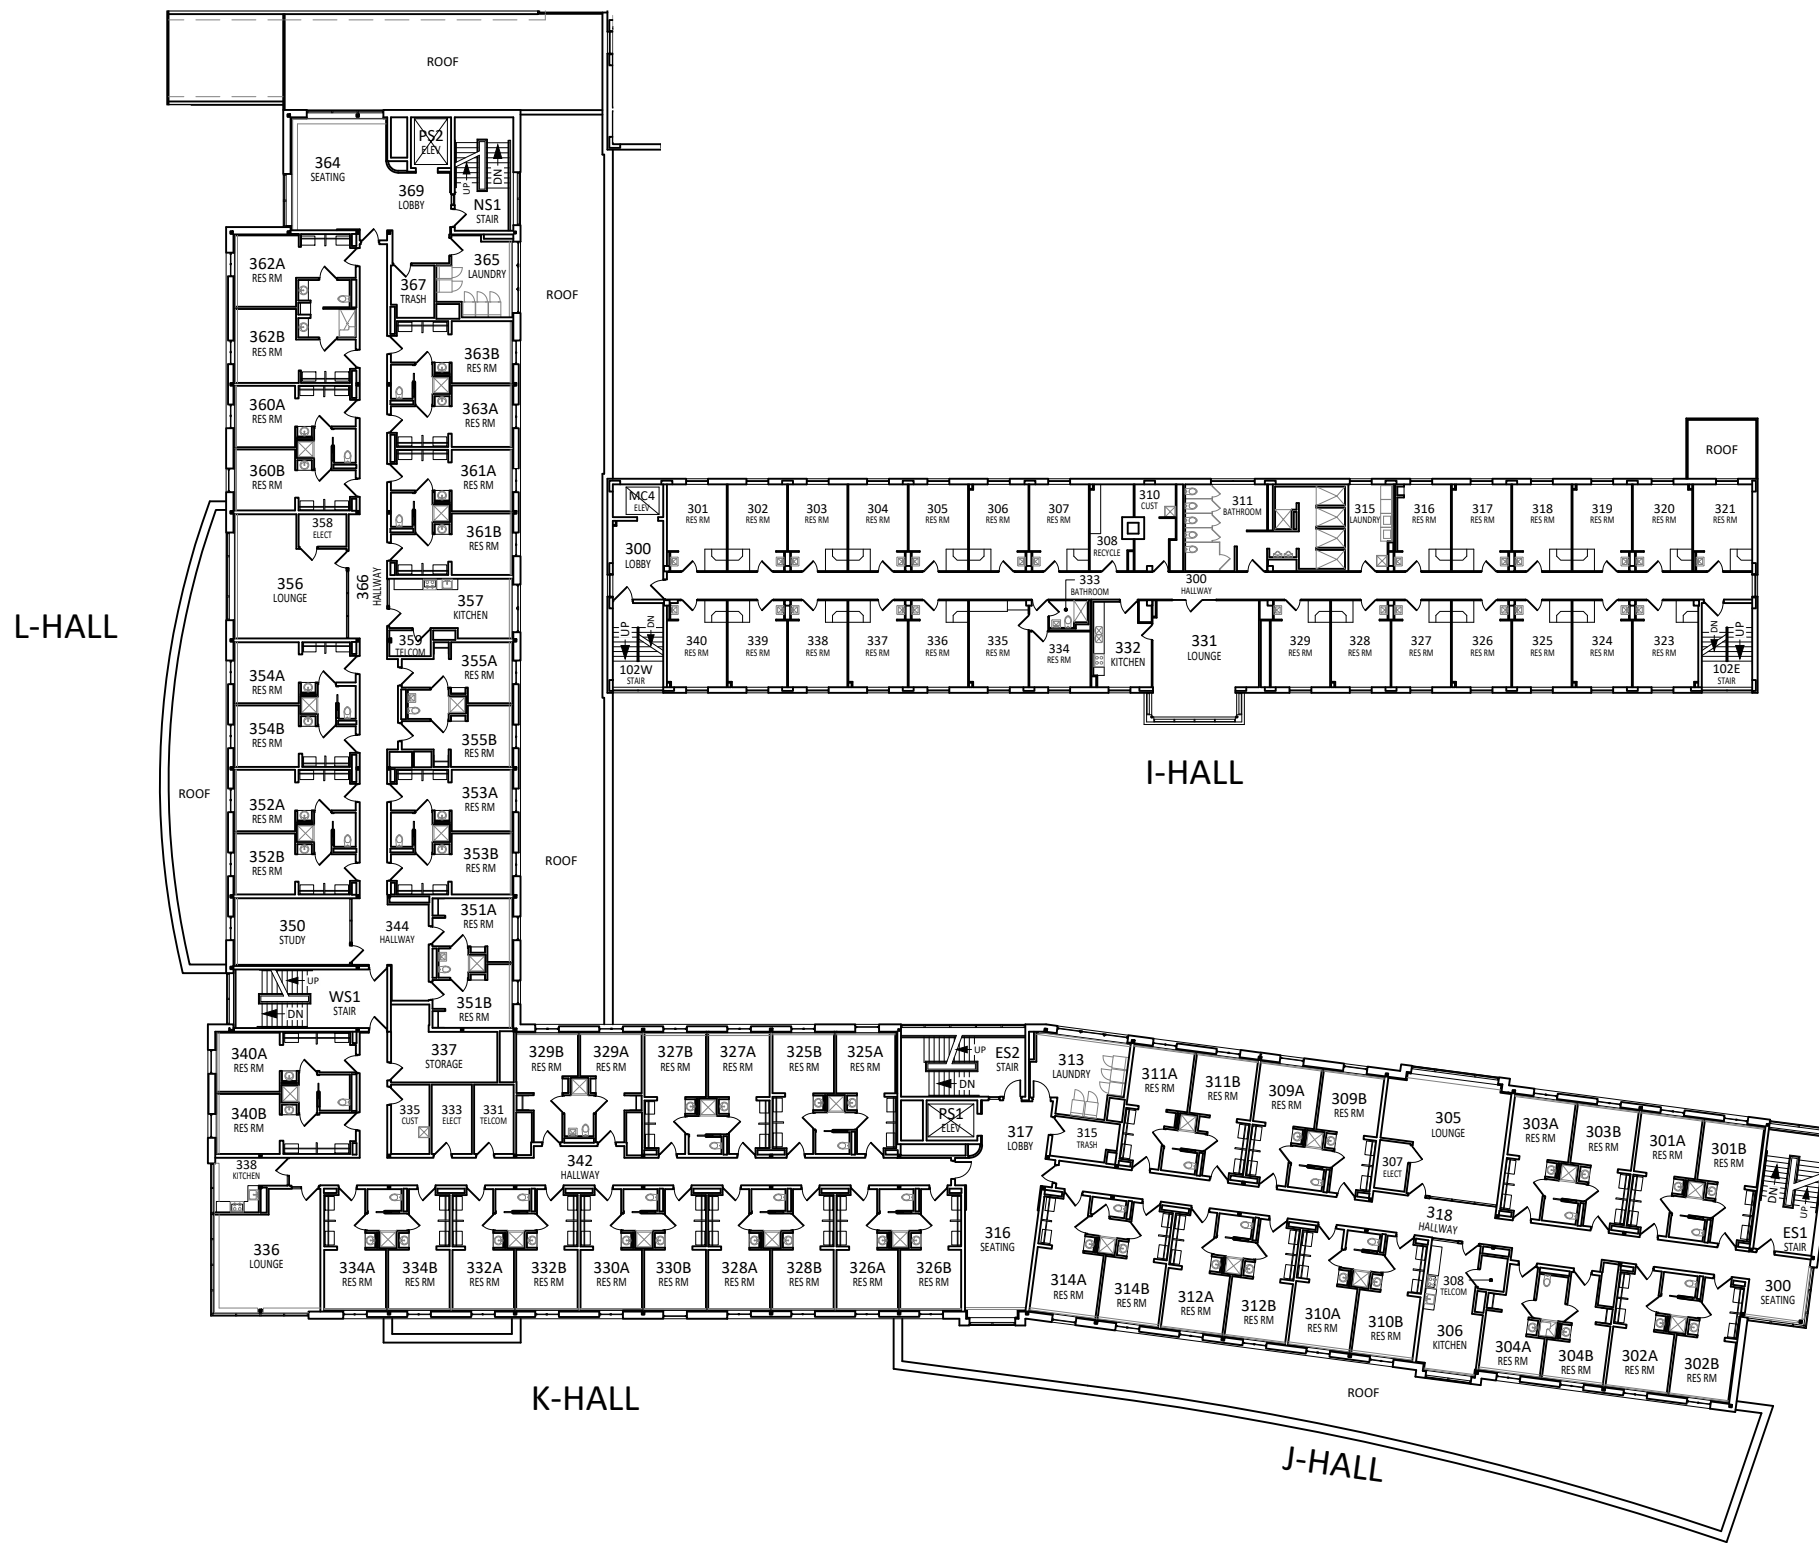 ROOF
PS2
ELEV
364
SEATING
369
LOBBY
UP
DN
NS1
STAIR
362A
RES RM
365
LAUNDRY
367
TRASH
ROOF
362B
RES RM
363B
RES RM
360A
RES RM
363A
RES RM
360B
RES RM
361A
RES RM
358
ELECT
361B
RES RM
356
LOUNGE
366
HALLWAY
357
KITCHEN
359
TELCOM
L-HALL
354A
RES RM
355A
RES RM
354B
RES RM
355B
RES RM
ROOF
352A
RES RM
353A
RES RM
352B
RES RM
353B
RES RM
ROOF
350
STUDY
344
HALLWAY
351A
RES RM
351B
RES RM
UP
DN
WS1
STAIR
ROOF
MC4
ELEV
301
RES RM
302
RES RM
303
RES RM
304
RES RM
305
RES RM
306
RES RM
307
RES RM
308
RECYCLE
310
CUST
311
BATHROOM
315
LAUNDRY
316
RES RM
317
RES RM
318
RES RM
319
RES RM
320
RES RM
321
RES RM
300
LOBBY
333
BATHROOM
300
HALLWAY
UP
DN
102W
STAIR
340
RES RM
339
RES RM
338
RES RM
337
RES RM
336
RES RM
335
RES RM
334
RES RM
332
KITCHEN
331
LOUNGE
329
RES RM
328
RES RM
327
RES RM
326
RES RM
325
RES RM
324
RES RM
323
RES RM
DN
UP
102E
STAIR
I-HALL
340A
RES RM
340B
RES RM
337
STORAGE
335
CUST
333
ELECT
331
TELCOM
329B
RES RM
329A
RES RM
327B
RES RM
327A
RES RM
325B
RES RM
325A
RES RM
UP
DN
ES2
STAIR
PS1
ELEV
317
LOBBY
313
LAUNDRY
315
TRASH
311A
RES RM
311B
RES RM
309A
RES RM
309B
RES RM
305
LOUNGE
307
ELECT
303A
RES RM
303B
RES RM
301A
RES RM
301B
RES RM
DN
UP
ES1
STAIR
338
KITCHEN
342
HALLWAY
318
HALLWAY
336
LOUNGE
334A
RES RM
334B
RES RM
332A
RES RM
332B
RES RM
330A
RES RM
330B
RES RM
328A
RES RM
328B
RES RM
326A
RES RM
326B
RES RM
316
SEATING
314A
RES RM
314B
RES RM
312A
RES RM
312B
RES RM
310A
RES RM
310B
RES RM
308
TELCOM
306
KITCHEN
304A
RES RM
304B
RES RM
302A
RES RM
302B
RES RM
300
SEATING
K-HALL
ROOF
J-HALL